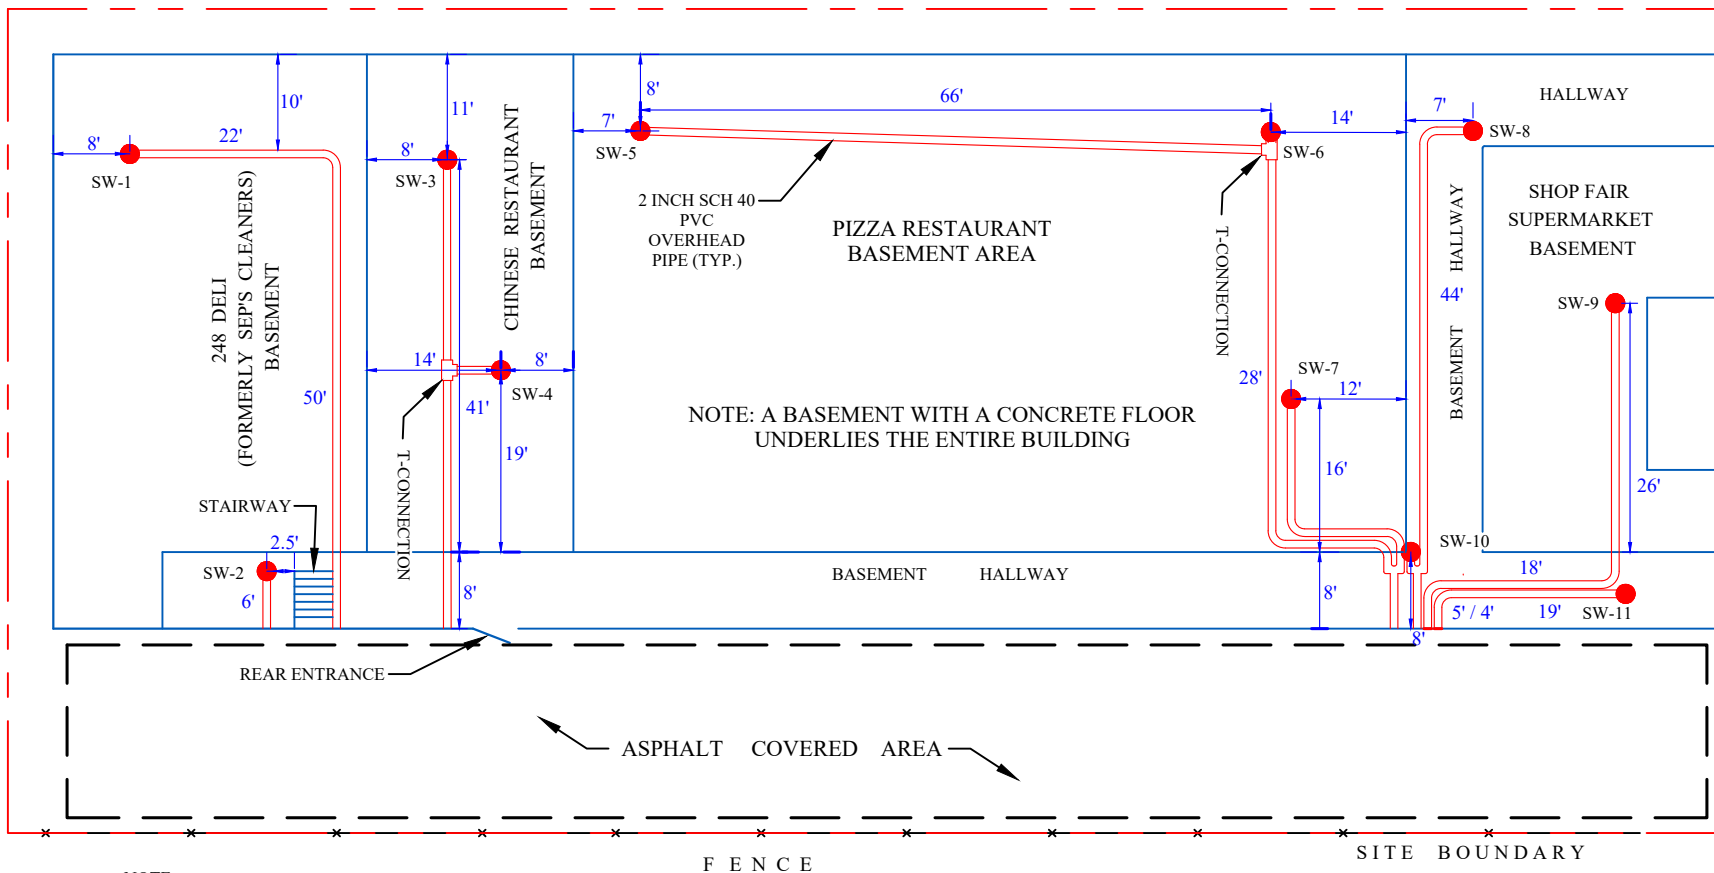 10'
11'
8'
66'
7'
14'
7'
HALLWAY
8'
22'
8'
SW-1
SW-3
SW-5
SW-6
SW-8
248 DELI
(FORMERLY SEP'S CLEANERS)
BASEMENT
CHINESE RESTAURANT
BASEMENT
2 INCH SCH 40
PVC
OVERHEAD
PIPE (TYP.)
PIZZA RESTAURANT
BASEMENT AREA
T-CONNECTION
BASEMENT HALLWAY
44'
SHOP FAIR
SUPERMARKET
BASEMENT
SW-9
14'
8'
SW-4
50'
41'
19'
28'
SW-7
12'
16'
NOTE: A BASEMENT WITH A CONCRETE FLOOR
UNDERLIES THE ENTIRE BUILDING
26'
T-CONNECTION
STAIRWAY
2.5'
SW-2
6'
8'
BASEMENT HALLWAY
8'
SW-10
18'
5' / 4'
19'
SW-11
8'
REAR ENTRANCE
ASPHALT COVERED AREA
FENCE
SITE BOUNDARY